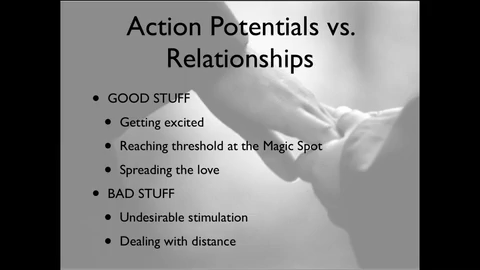 Action Potentials vs.
Relationships
• GOOD STUFF
• Getting excited
• Reaching threshold at the Magic Spot
• Spreading the love
• BAD STUFF
• Undesirable stimulation
• Dealing with distance